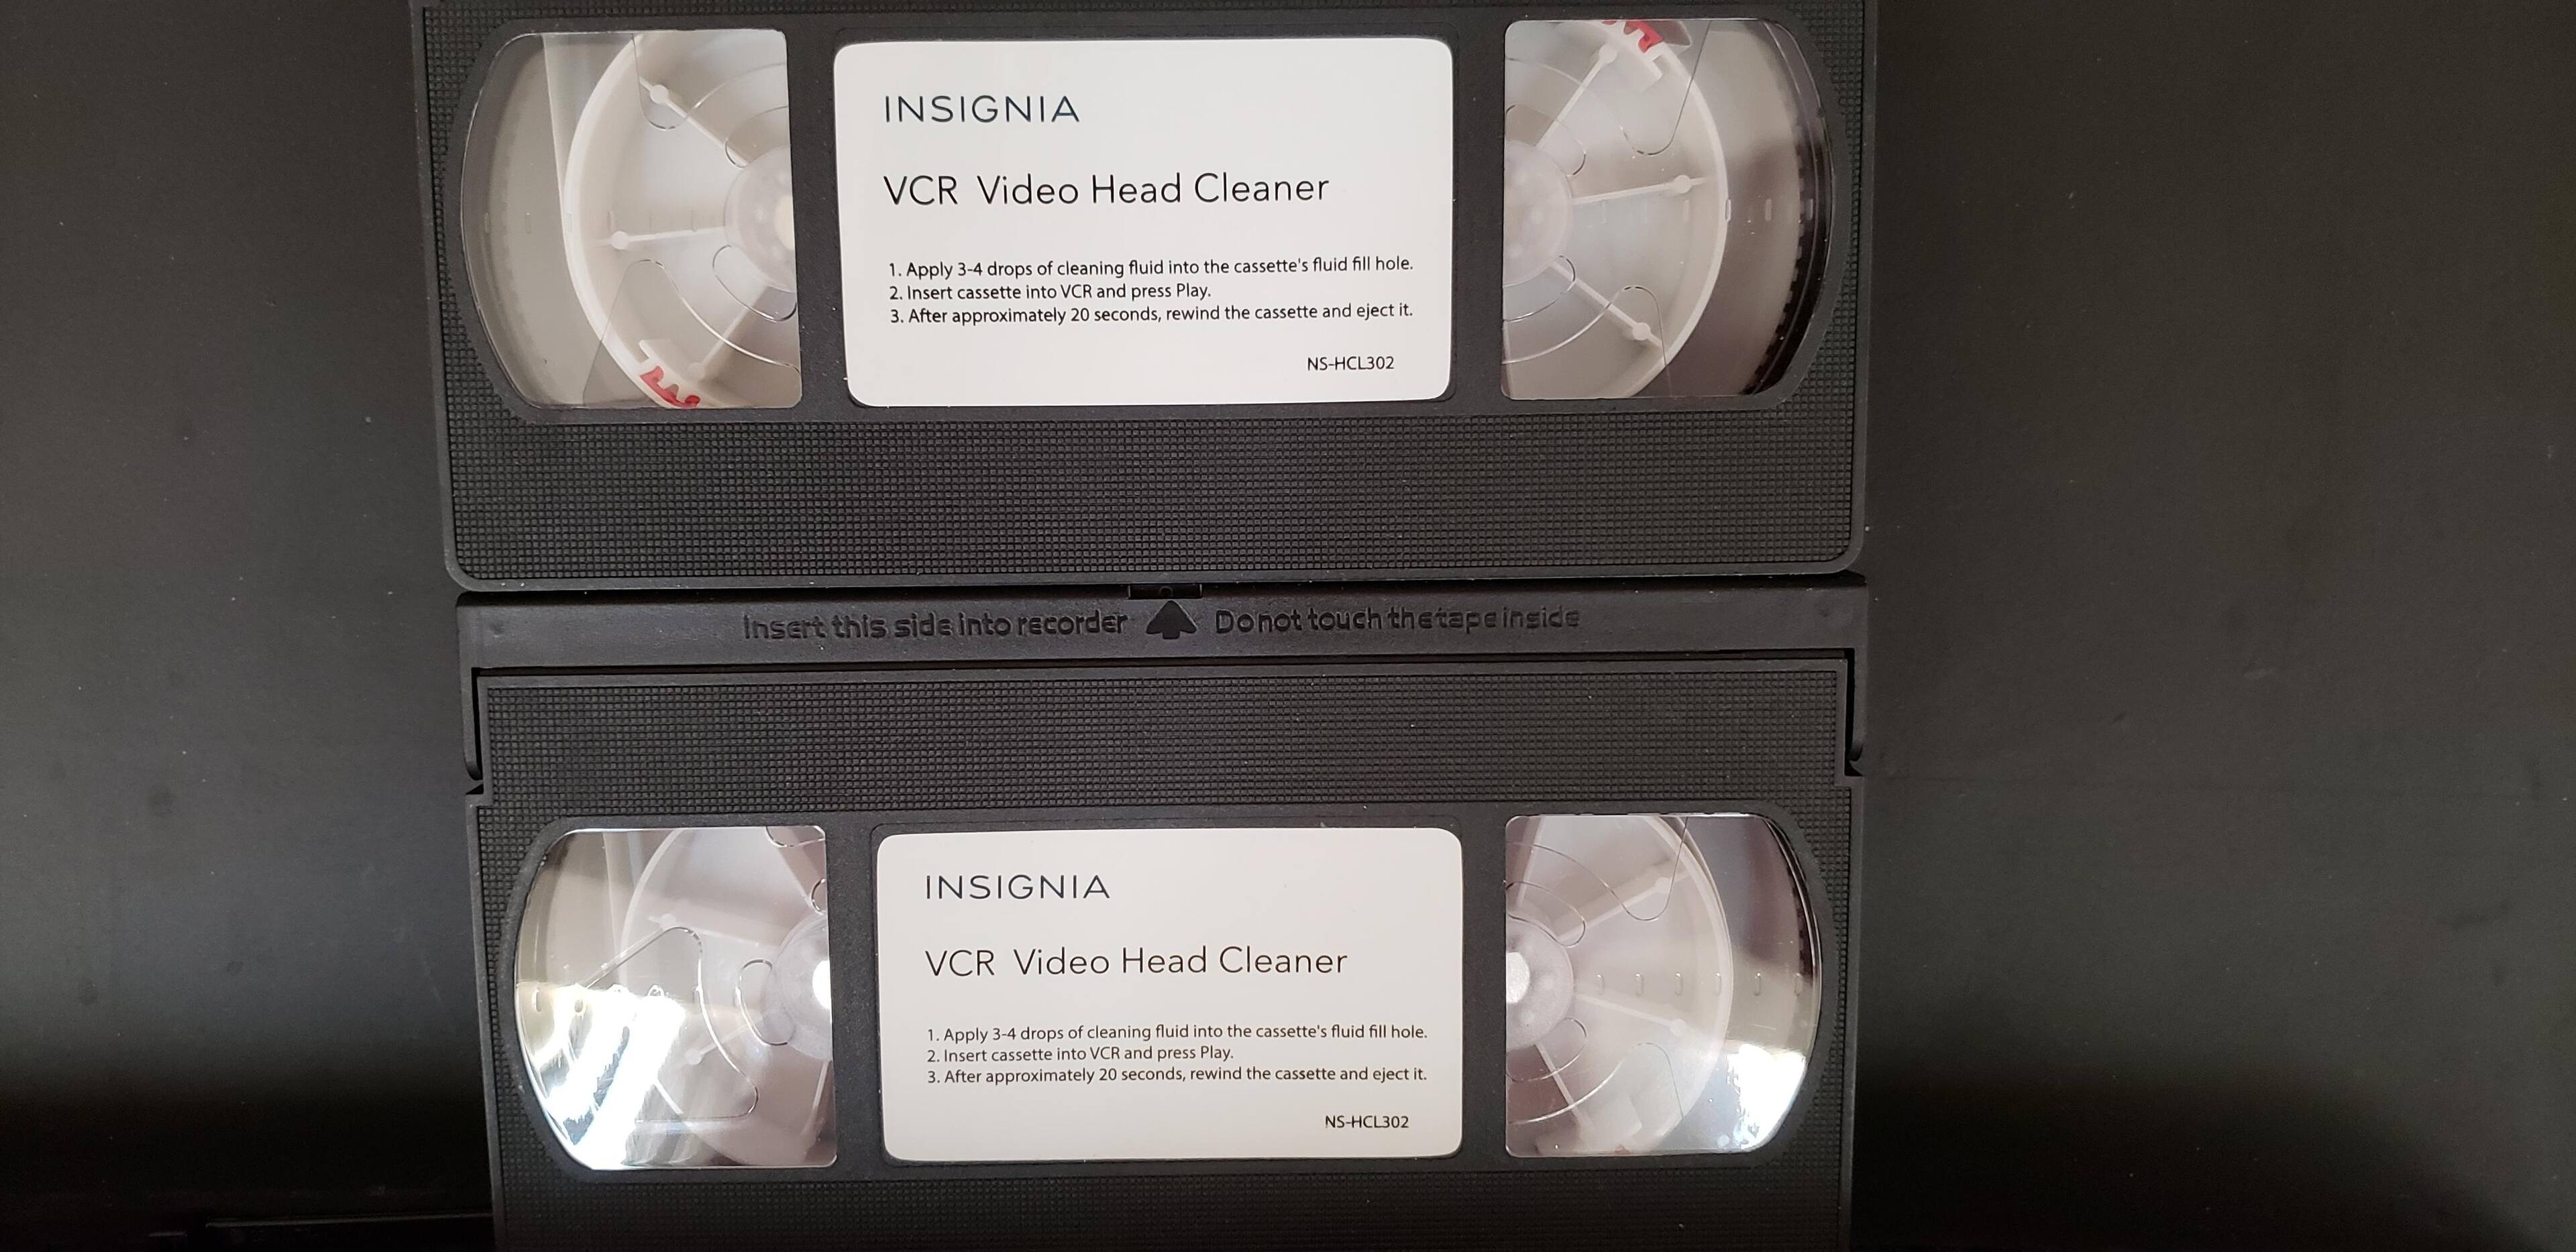 INSIGNIA
VCR Video Head Cleaner
1. Apply 3-4 drops of cleaning fluid into the cassette's fluid fill hole.
2. Insert cassette into VCR and press Play.
3. After approximately 20 seconds, rewind the cassette and eject it.
NS-HCL302
Insert this side into recorder Do not touch the tape inside
INSIGNIA
VCR Video Head Cleaner
1. Apply 3-4 drops of cleaning fluid into the cassette's fluid fill hole.
2. Insert cassette into VCR and press Play.
3. After approximately 20 seconds, rewind the cassette and eject it.
NS-HCL302